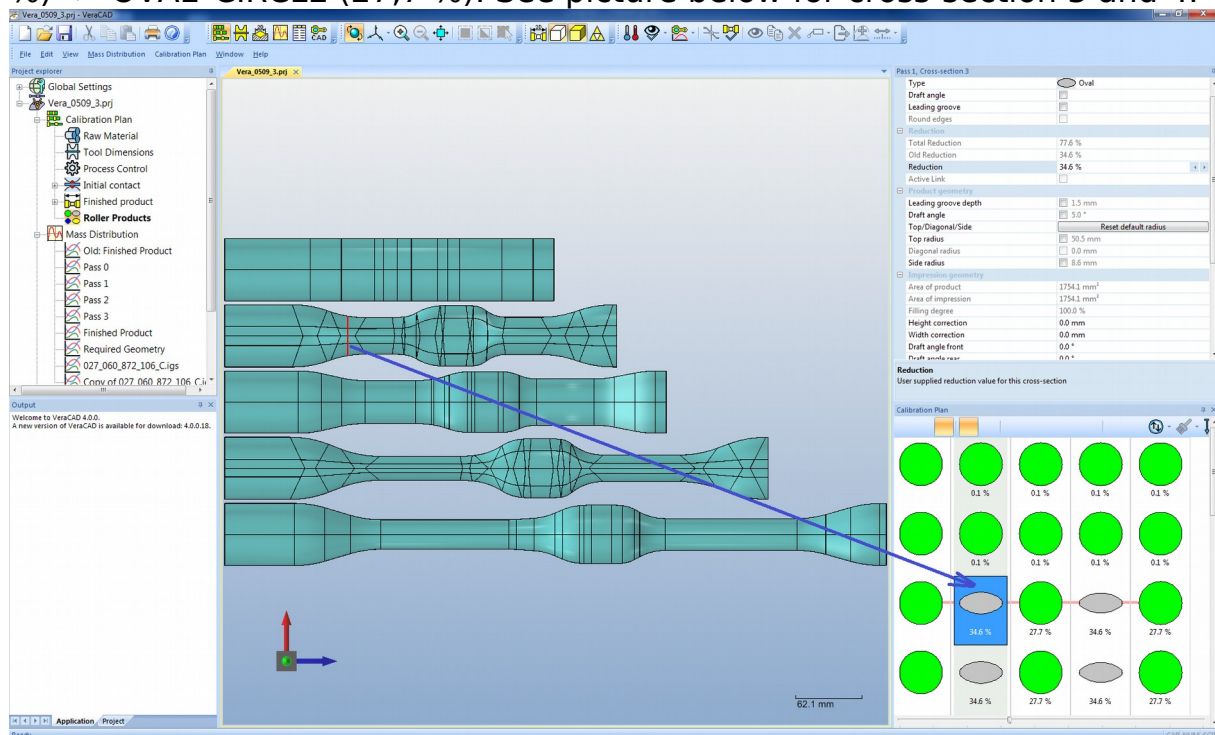 %) -> OVAL-CIRCLE (27,7 %). See picture below for cross-section 3 and 4.
Vera_0509_3.prj - VeraCAD
File Edit View Mass Distribution Calibration Plan Window Help
Project explorer
Global Settings
Vera_0509_3.prj
Calibration Plan
Raw Material
Tool Dimensions
Process Control
Initial contact
Finished product
Roller Products
Mass Distribution
Old: Finished Product
Pass 0
Pass 1
Pass 2
Pass 3
Finished Product
Required Geometry
027_060_872_106_C.igs
Copy of 027_060_872_106_C.i
Output
Welcome to VeraCAD 4.0.0.
A new version of VeraCAD is available for download: 4.0.0.18.
Application Project
Ready
Vera_0509_3.prj
62.1 mm
Pass 1, Cross-section 3
Type Oval
Draft angle
Leading groove
Round edges
Reduction
Total Reduction 77.6 %
Old Reduction 34.6 %
Reduction 34.6 %
Active Link
Product geometry
Leading groove depth 1.5 mm
Draft angle 5.0 °
Top/Diagonal/Side Reset default radius
Top radius 50.5 mm
Diagonal radius 0.0 mm
Side radius 8.6 mm
Impression geometry
Area of product 1754.1 mm²
Area of impression 1754.1 mm²
Filling degree 100.0 %
Height correction 0.0 mm
Width correction 0.0 mm
Draft angle front 0.0 °
Draft angle rear 0.0 °
Reduction
User supplied reduction value for this cross-section
Calibration Plan
0.1 % 0.1 % 0.1 % 0.1 %
0.1 % 0.1 % 0.1 % 0.1 %
34.6 % 27.7 % 34.6 % 27.7 %
34.6 % 27.7 % 34.6 % 27.7 %